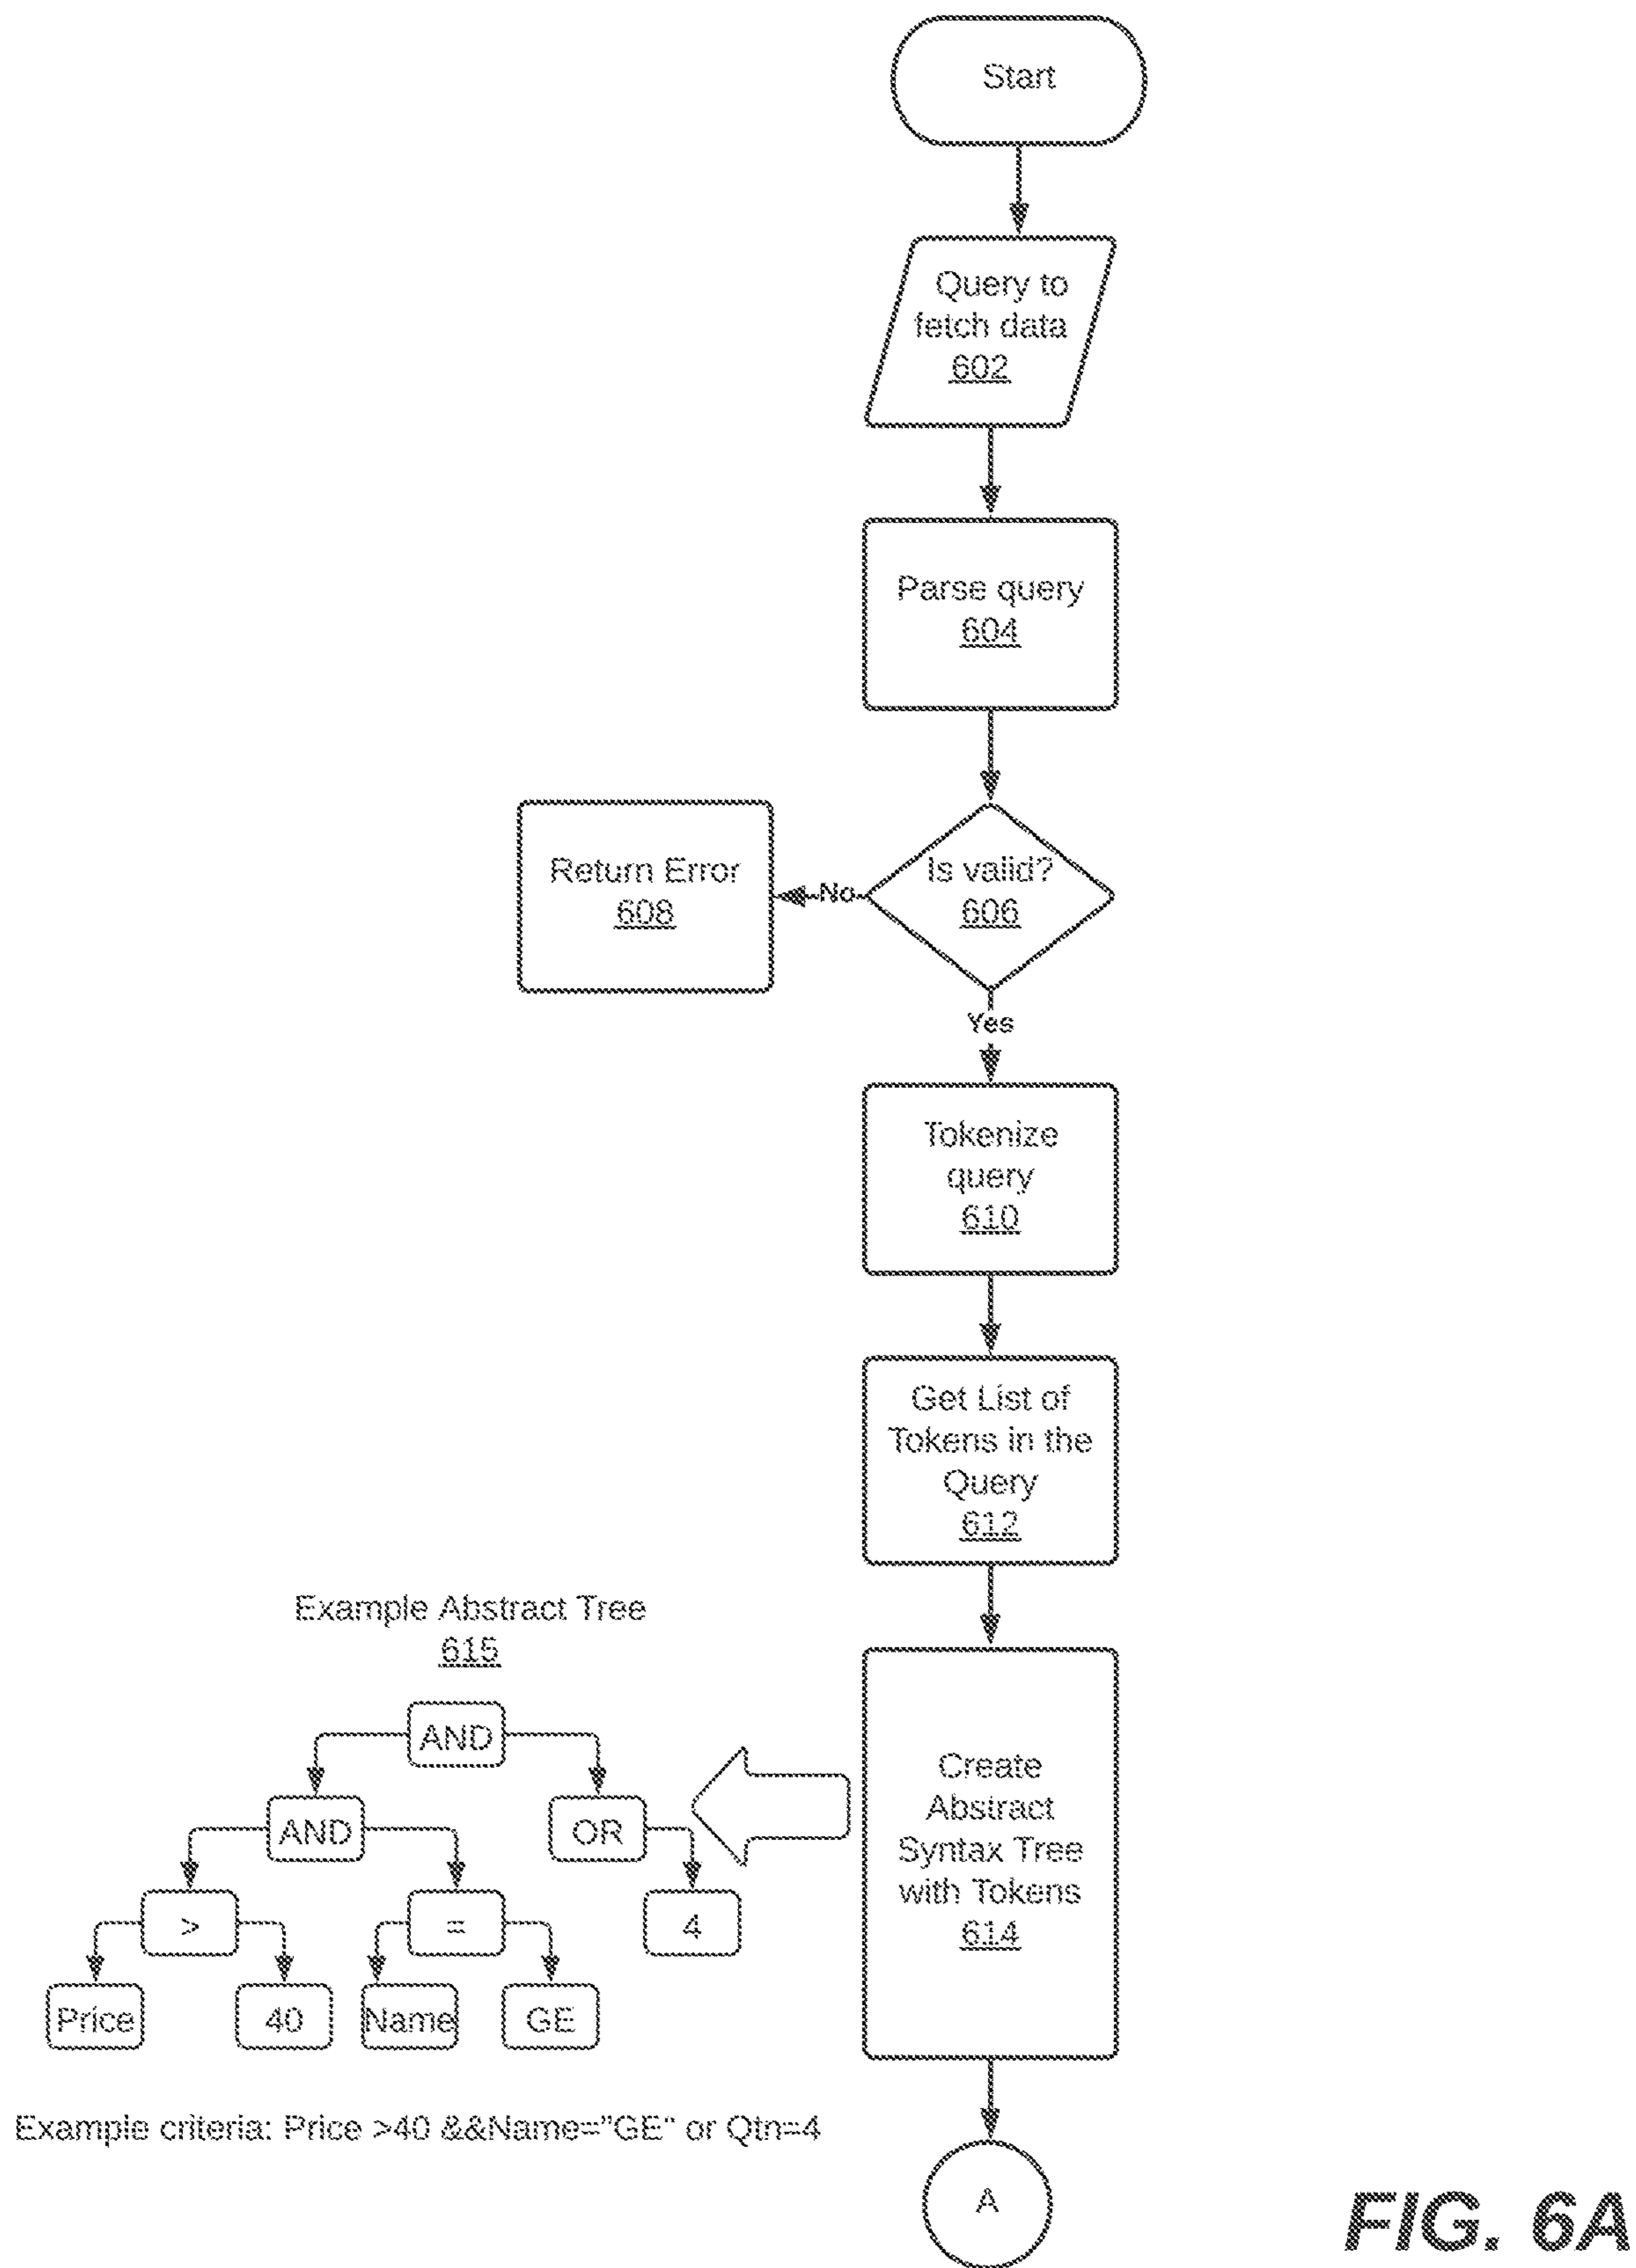 Start
Query to
fetch data
602
Parse query
604
Is valid?
606
No
Return Error
608
Yes
Tokenize
query
610
Get List of
Tokens in the
Query
612
Create
Abstract
Syntax Tree
with Tokens
614
Example Abstract Tree
615
AND
AND
OR
>
=
4
Price
40
Name
GE
Example criteria: Price >40 &&Name="GE" or Qtn=4
A
FIG. 6A